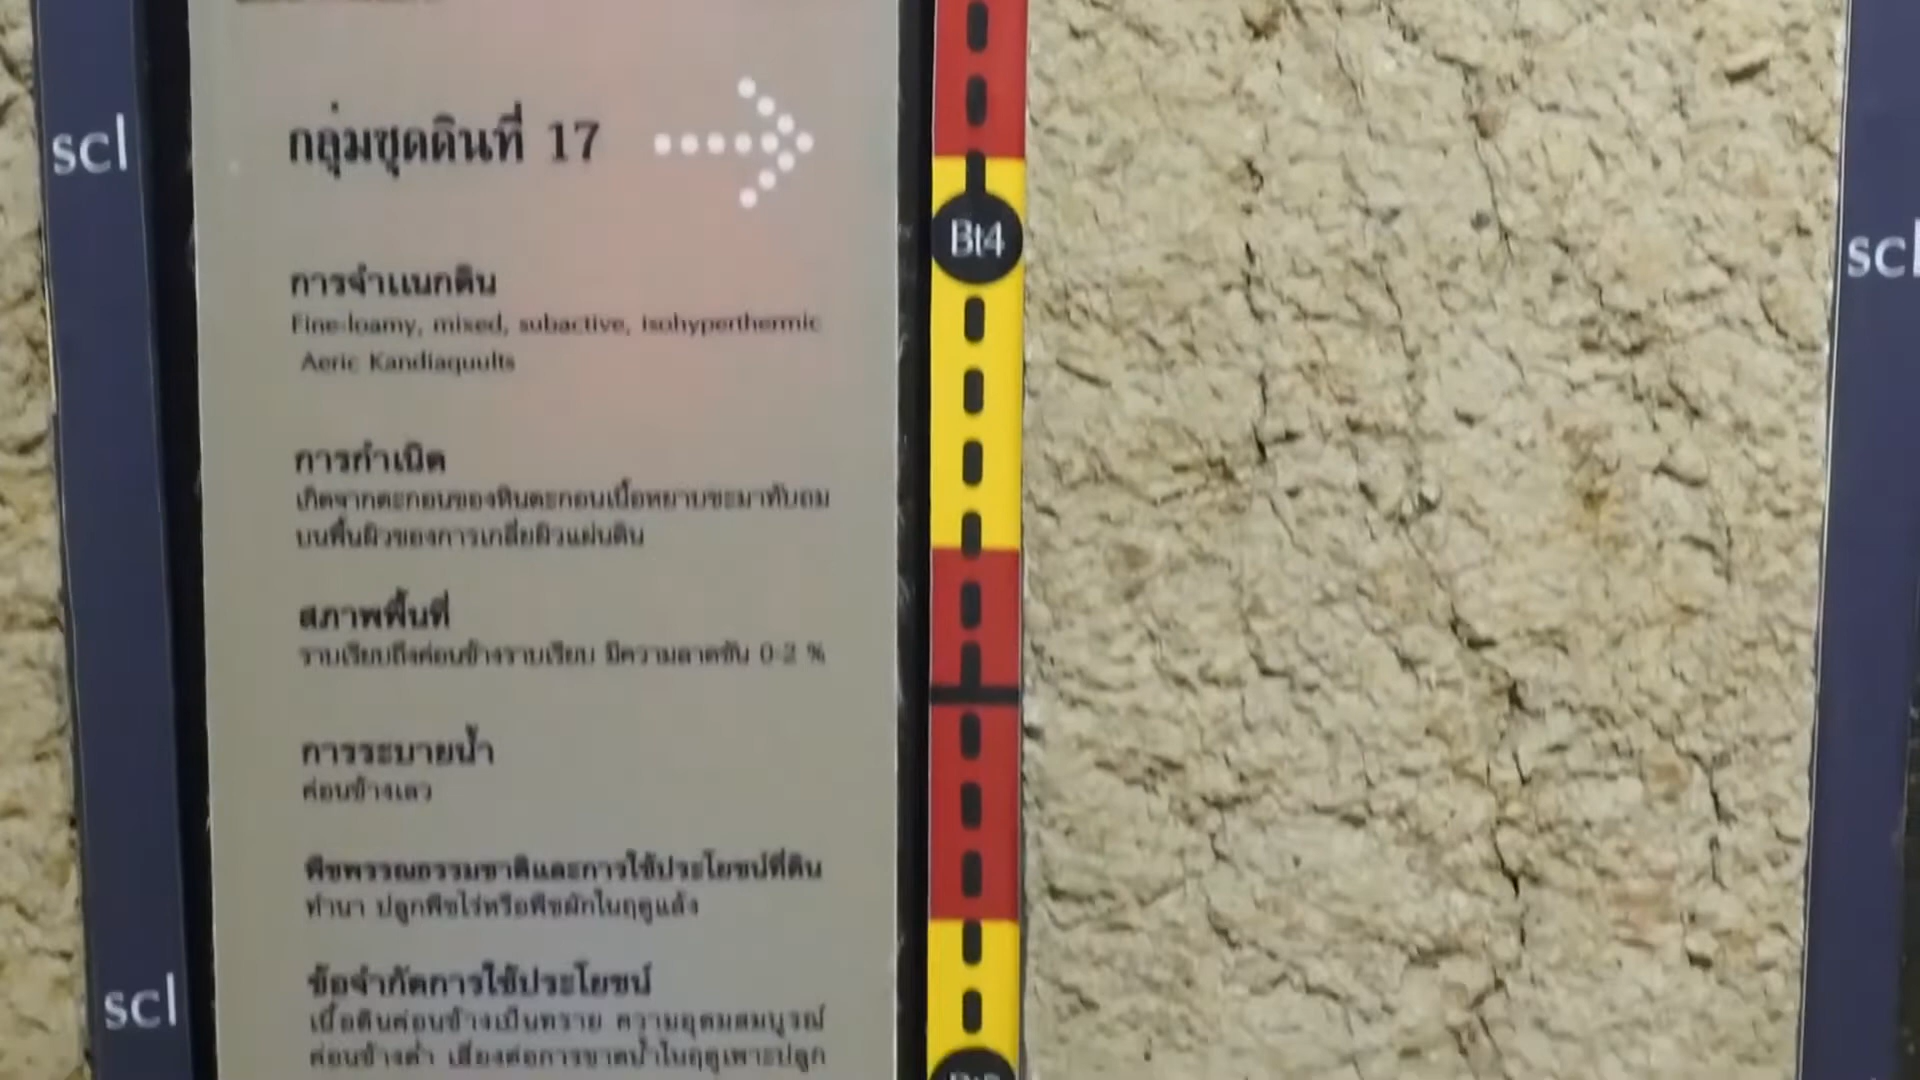 scl
กลุ่มชุดดินที่ 17
Bt4
scl
การจำแนกดิน
Fine-loamy, mixed, subactive, isohyperthermic
Aeric Kandiaquults
การกำเนิด
เกิดจากตะกอนของหินตะกอนเนื้อหยาบชะมาทับถม
บนพื้นผิวของการเกลี่ยผิวแผ่นดิน
สภาพพื้นที่
ราบเรียบถึงค่อนข้างราบเรียบ มีความลาดชัน 0-2 %
การระบายน้ำ
ค่อนข้างเลว
พืชพรรณธรรมชาติและการใช้ประโยชน์ที่ดิน
ทำนา ปลูกพืชไร่หรือพืชผักในฤดูแล้ง
ข้อจำกัดการใช้ประโยชน์
เนื้อดินค่อนข้างเป็นทราย ความอุดมสมบูรณ์
ค่อนข้างต่ำ เสี่ยงต่อการขาดน้ำในฤดูเพาะปลูก
scl